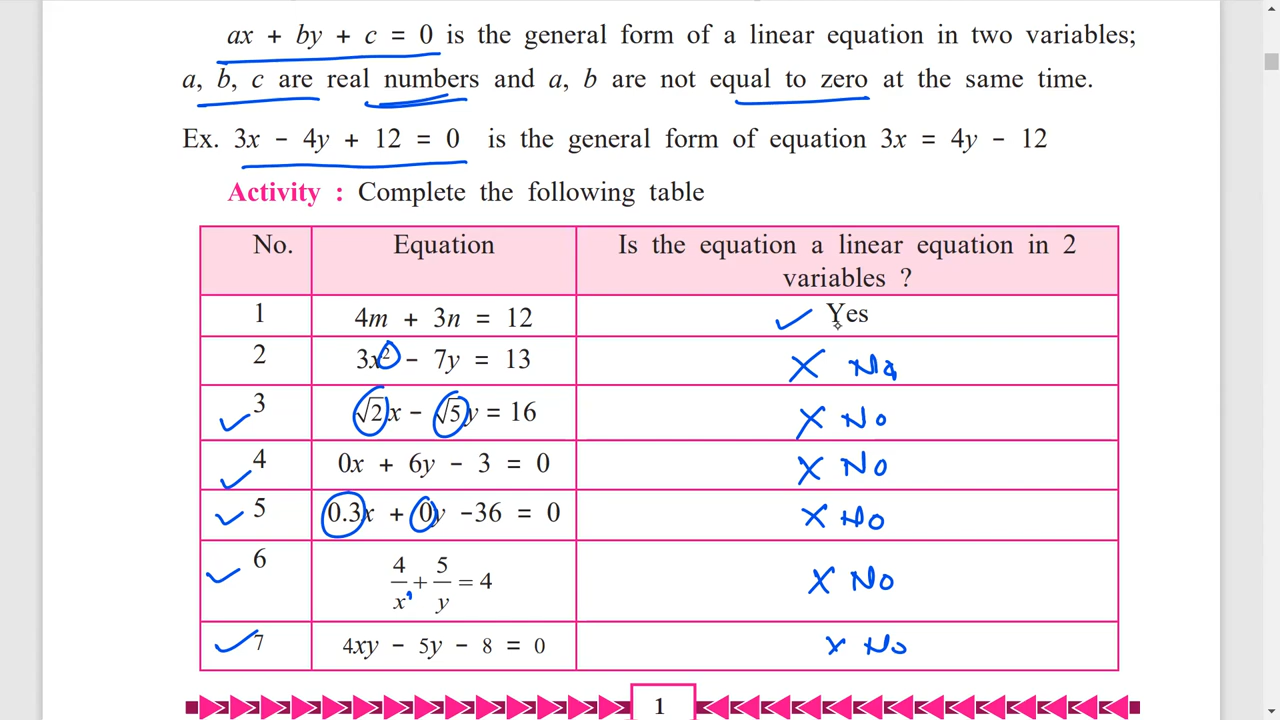 ax + by + c = 0 is the general form of a linear equation in two variables;
a, b, c are real numbers and a, b are not equal to zero at the same time.
Ex. 3x - 4y + 12 = 0 is the general form of equation 3x = 4y - 12
Activity : Complete the following table
No. Equation Is the equation a linear equation in 2
variables ?
1 4m + 3n = 12 ✓ Yes
2 3x² - 7y = 13 X No
✓ 3 √2x - √5y = 16 X No
✓ 4 0x + 6y - 3 = 0 X No
✓ 5 0.3x + 0y -36 = 0 X No
✓ 6 4/x + 5/y = 4 X No
✓ 7 4xy - 5y - 8 = 0 x No
1